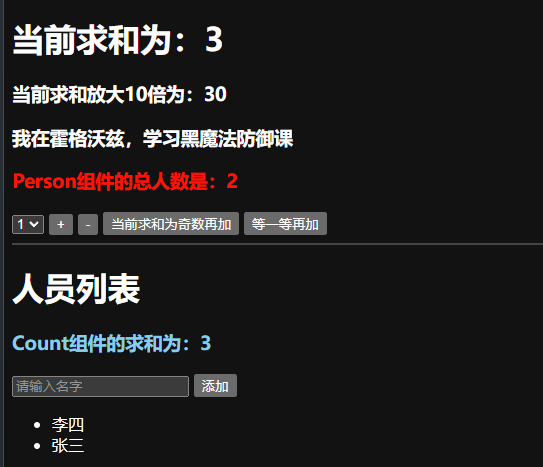 当前求和为：3
当前求和放大10倍为：30
我在霍格沃兹，学习黑魔法防御课
Person组件的总人数是：2
1 + - 当前求和为奇数再加 等一等再加
人员列表
Count组件的求和为：3
请输入名字 添加
李四
张三